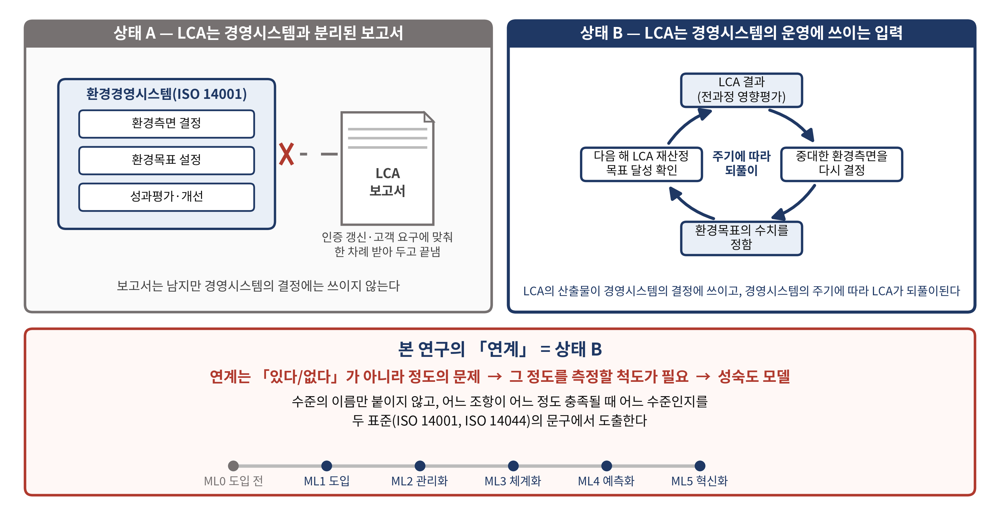 상태 A — LCA는 경영시스템과 분리된 보고서
환경경영시스템(ISO 14001)
환경측면 결정
환경목표 설정
성과평가·개선
LCA
보고서
인증 갱신·고객 요구에 맞춰
한 차례 받아 두고 끝냄
보고서는 남지만 경영시스템의 결정에는 쓰이지 않는다
상태 B — LCA는 경영시스템의 운영에 쓰이는 입력
LCA 결과
(전과정 영향평가)
중대한 환경측면을
다시 결정
환경목표의 수치를
정함
다음 해 LCA 재산정
목표 달성 확인
주기에 따라
되풀이
LCA의 산출물이 경영시스템의 결정에 쓰이고, 경영시스템의 주기에 따라 LCA가 되풀이된다
본 연구의 「연계」 = 상태 B
연계는 「있다/없다」가 아니라 정도의 문제 → 그 정도를 측정할 척도가 필요 → 성숙도 모델
수준의 이름만 붙이지 않고, 어느 조항이 어느 정도 충족될 때 어느 수준인지를
두 표준(ISO 14001, ISO 14044)의 문구에서 도출한다
ML0 도입 전
ML1 도입
ML2 관리화
ML3 체계화
ML4 예측화
ML5 혁신화